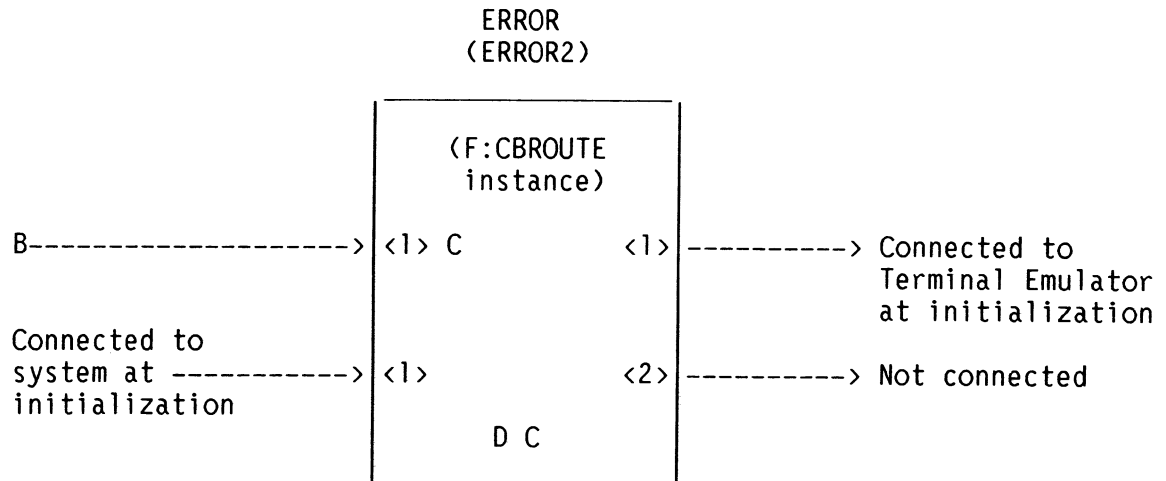 ERROR
(ERROR2)
(F:CBROUTE
instance)
B--------------------> <1> C <1> ----------> Connected to
Terminal Emulator
at initialization
Connected to
system at -----------> <1> <2> ----------> Not connected
initialization
D C